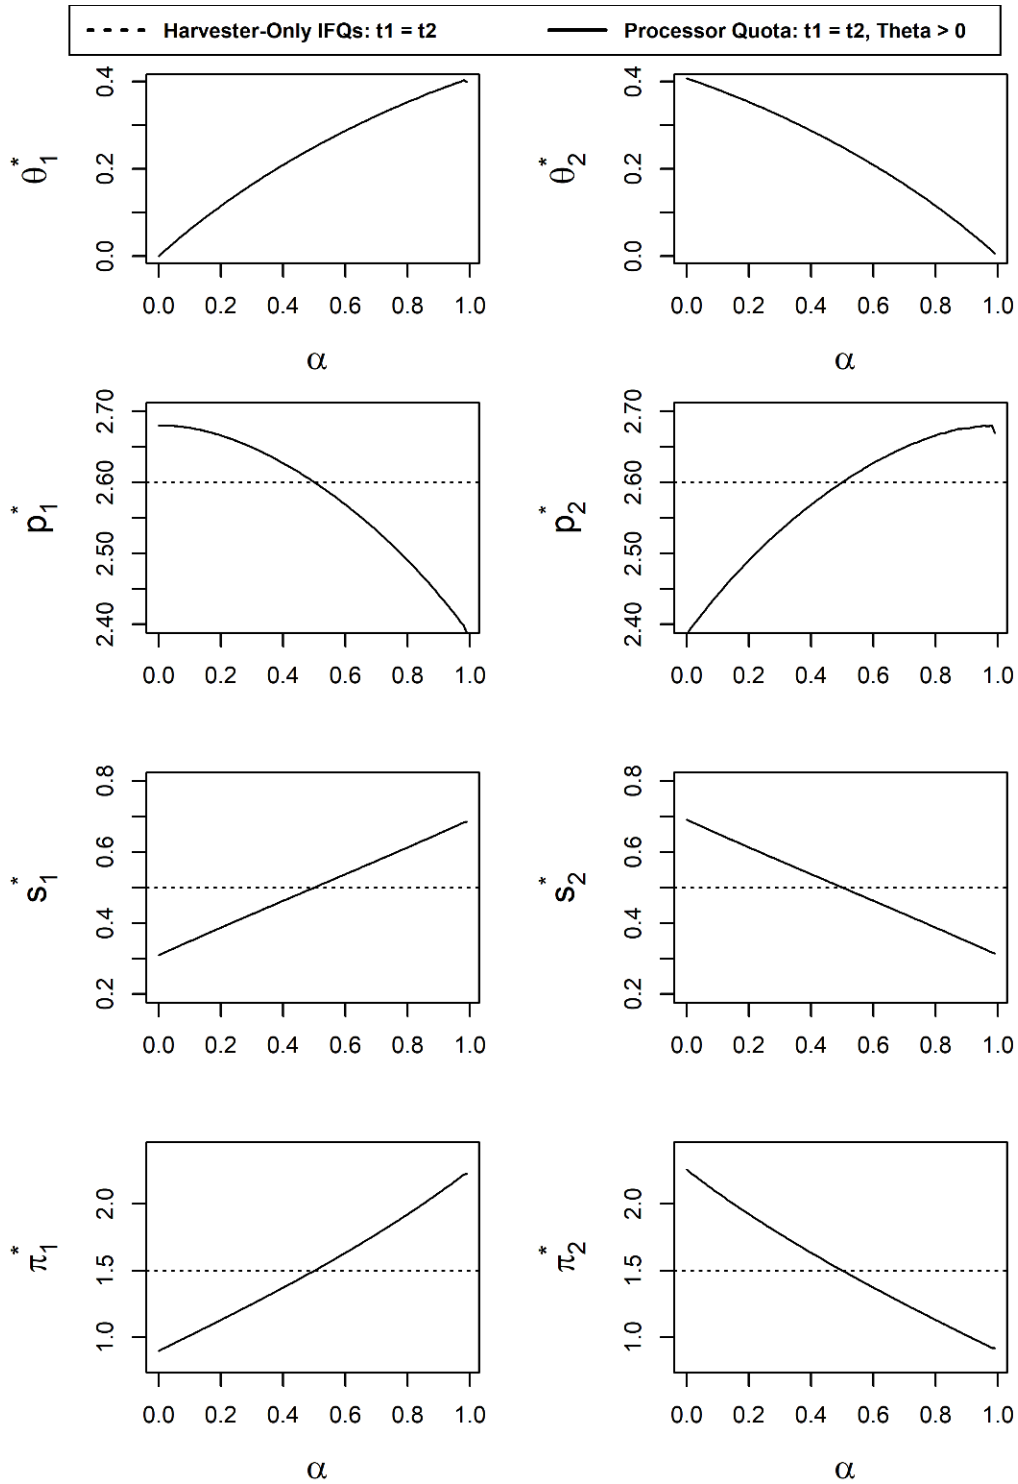 Harvester-Only IFQs: t1 = t2 Processor Quota: t1 = t2, Theta > 0
θ*1 0.0 0.2 0.4 θ*2 0.0 0.2 0.4
0.0 0.2 0.4 0.6 0.8 1.0 0.0 0.2 0.4 0.6 0.8 1.0
α α
p*1 2.40 2.50 2.60 2.70 p*2 2.40 2.50 2.60 2.70
0.0 0.2 0.4 0.6 0.8 1.0 0.0 0.2 0.4 0.6 0.8 1.0
s*1 0.2 0.4 0.6 0.8 s*2 0.2 0.4 0.6 0.8
0.0 0.2 0.4 0.6 0.8 1.0 0.0 0.2 0.4 0.6 0.8 1.0
π*1 1.0 1.5 2.0 π*2 1.0 1.5 2.0
0.0 0.2 0.4 0.6 0.8 1.0 0.0 0.2 0.4 0.6 0.8 1.0
α α